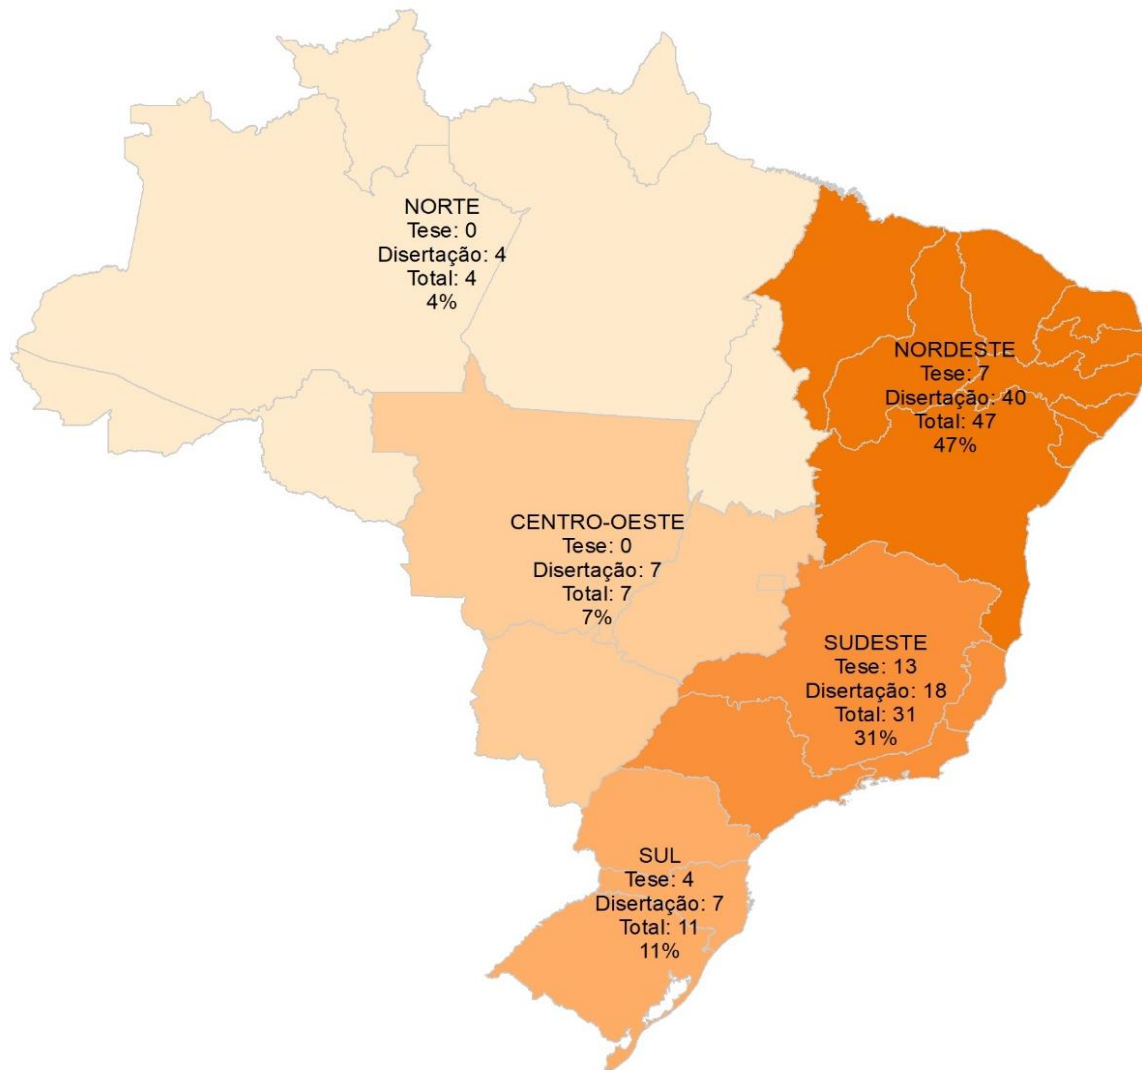 NORTE
Tese: 0
Disertação: 4
Total: 4
4%
NORDESTE
Tese: 7
Disertação: 40
Total: 47
47%
CENTRO-OESTE
Tese: 0
Disertação: 7
Total: 7
7%
SUDESTE
Tese: 13
Disertação: 18
Total: 31
31%
SUL
Tese: 4
Disertação: 7
Total: 11
11%